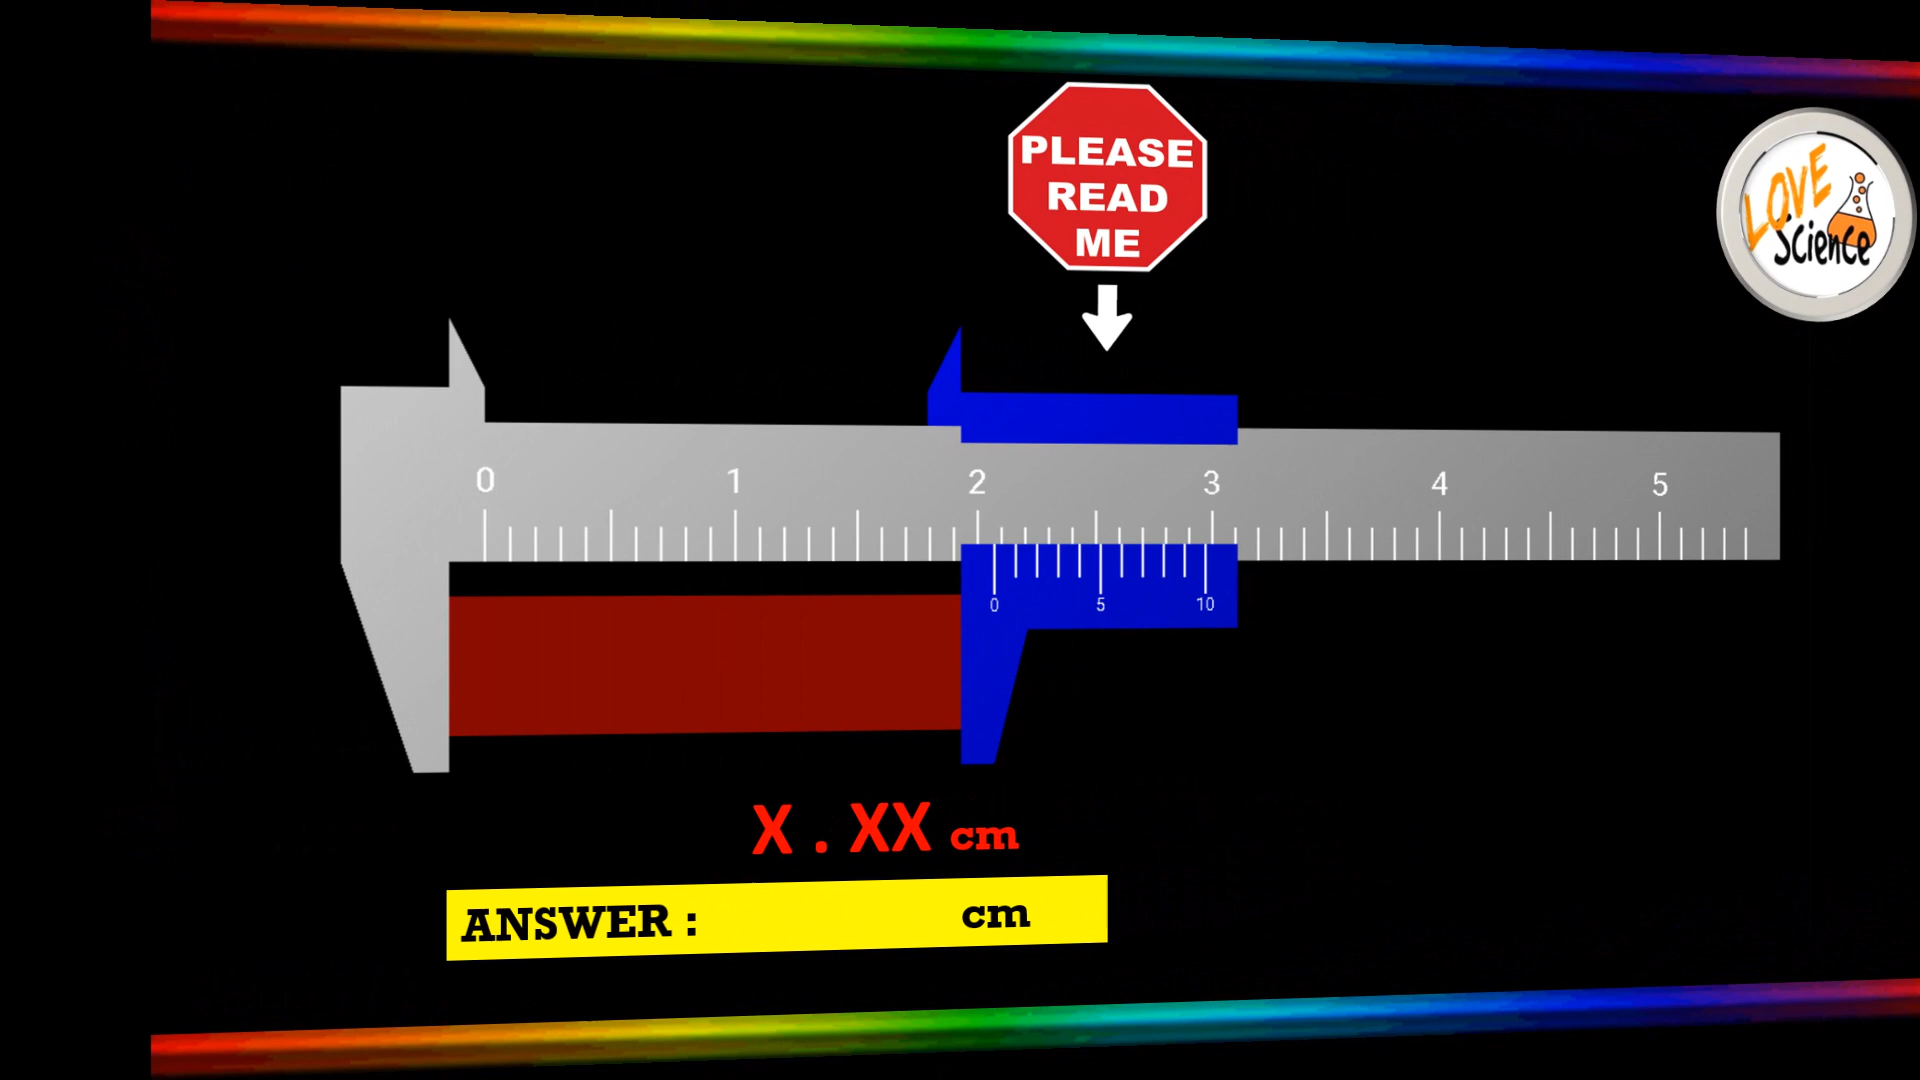 PLEASE
READ
ME
LOVE
Science
0 1 2 3 4 5
0 5 10
X . XX cm
ANSWER : cm